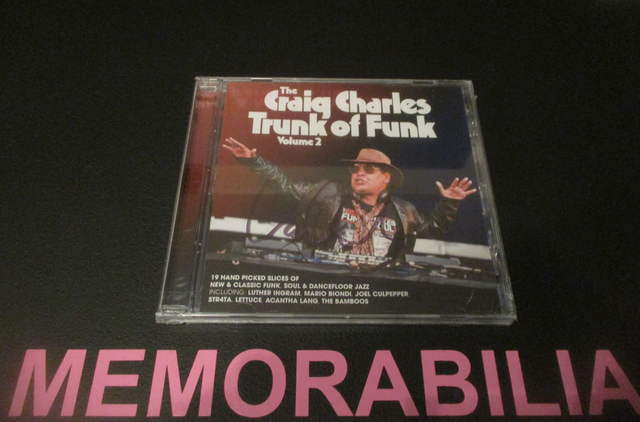 The
Craig Charles
Trunk of Funk
Volume 2
19 HAND PICKED SLICES OF
NEW & CLASSIC FUNK, SOUL & DANCEFLOOR JAZZ
INCLUDING: LUTHER INGRAM, MARIO BIONDI, JOEL CULPEPPER,
STR4TA, LETTUCE, ACANTHA LANG, THE BAMBOOS
MEMORABILIA